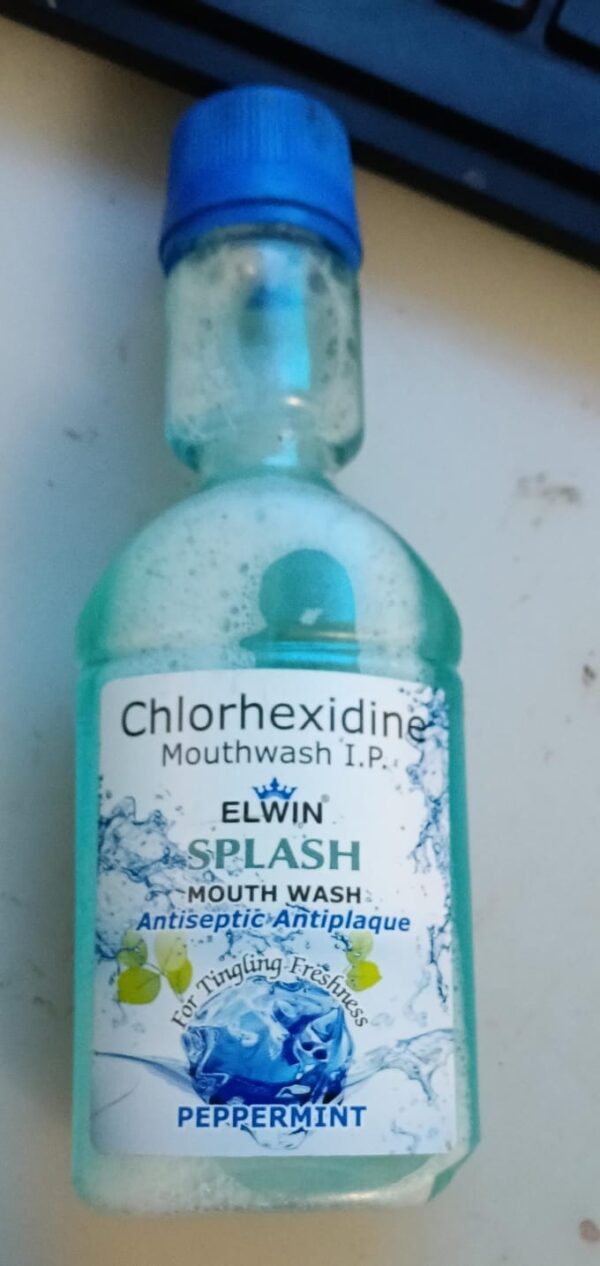 Chlorhexidine
Mouthwash I.P.
ELWIN®
SPLASH
MOUTH WASH
Antiseptic Antiplaque
For Tingling Freshness
PEPPERMINT